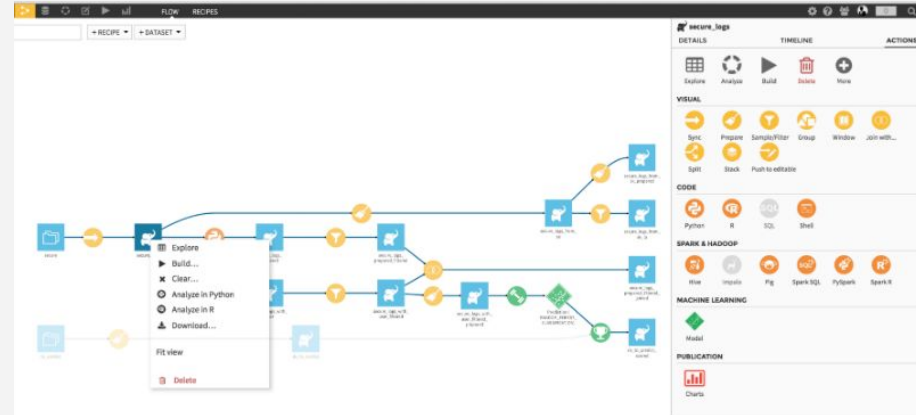 FLOW RECIPES
+ RECIPE + DATASET
secure_logs
DETAILS TIMELINE ACTIONS
Explore Analyze Build Delete More
VISUAL
Sync Prepare Sample/Filter Group Window Join with...
Split Stack Push to editable
CODE
Python R SQL Shell
SPARK & HADOOP
Hive Impala Pig Spark SQL PySpark Spark R
MACHINE LEARNING
Model
PUBLICATION
Charts
secure
Explore
Build...
Clear...
Analyze in Python
Analyze in R
Download...
Fit view
Delete